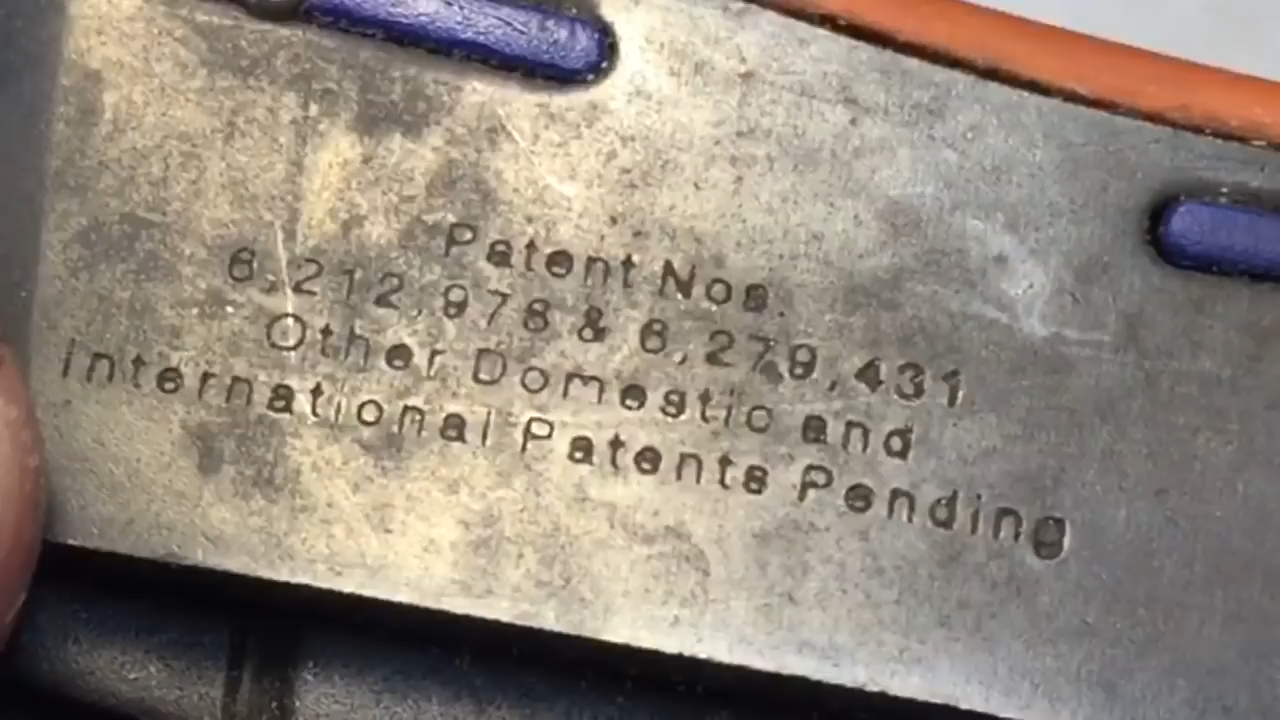 Patent Nos.
6,212,978 & 6,279,431
Other Domestic and
International Patents Pending